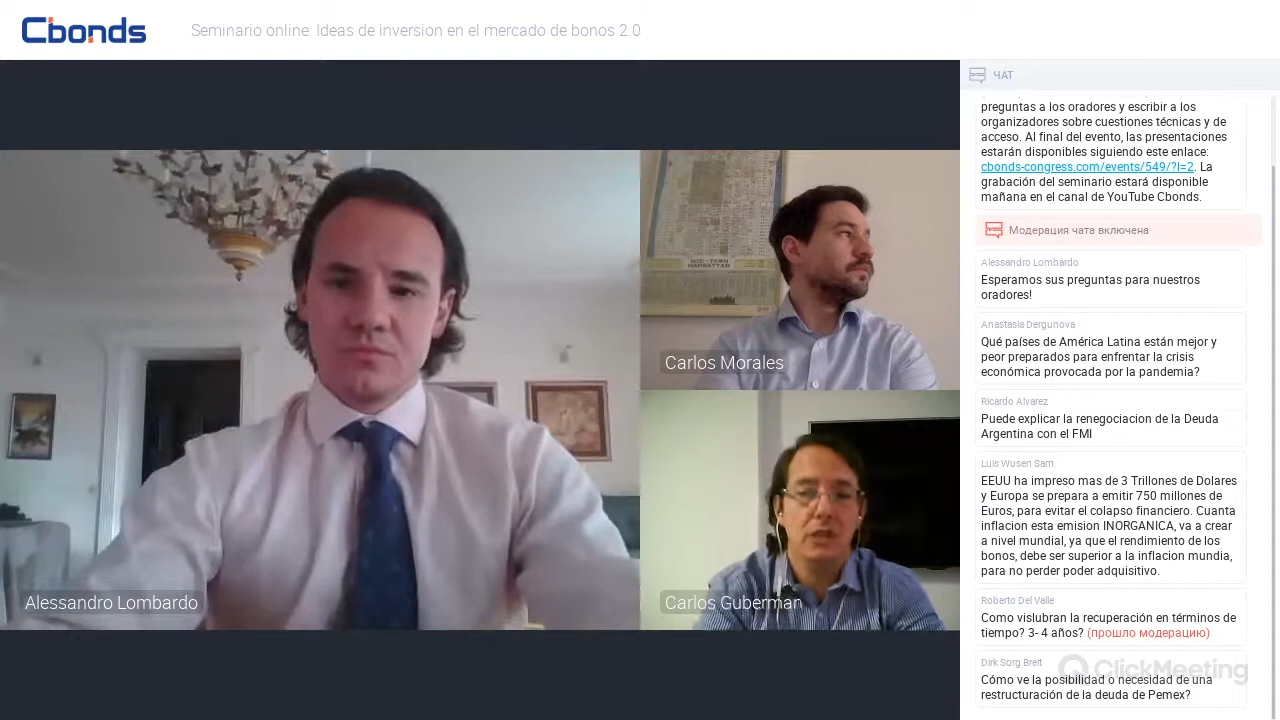 Cbonds
Seminario online: Ideas de inversion en el mercado de bonos 2.0
ЧАТ
preguntas a los oradores y escribir a los
organizadores sobre cuestiones técnicas y de
acceso. Al final del evento, las presentaciones
estarán disponibles siguiendo este enlace:
cbonds-congress.com/events/549/?l=2. La
grabación del seminario estará disponible
mañana en el canal de YouTube Cbonds.
Модерация чата включена
Alessandro Lombardo
Esperamos sus preguntas para nuestros
oradores!
Anastasia Dergunova
Qué países de América Latina están mejor y
peor preparados para enfrentar la crisis
económica provocada por la pandemia?
Ricardo Alvarez
Puede explicar la renegociacion de la Deuda
Argentina con el FMI
Luis Wusen Sam
EEUU ha impreso mas de 3 Trillones de Dolares
y Europa se prepara a emitir 750 millones de
Euros, para evitar el colapso financiero. Cuanta
inflacion esta emision INORGANICA, va a crear
a nivel mundial, ya que el rendimiento de los
bonos, debe ser superior a la inflacion mundia,
para no perder poder adquisitivo.
Roberto Del Valle
Como vislubran la recuperación en términos de
tiempo? 3- 4 años? (прошло модерацию)
Dirk Sorg Breit
Cómo ve la posibilidad o necesidad de una
restructuración de la deuda de Pemex?
ClickMeeting
MID-TOWN
MANHATTAN
Carlos Morales
Alessandro Lombardo
Carlos Guberman